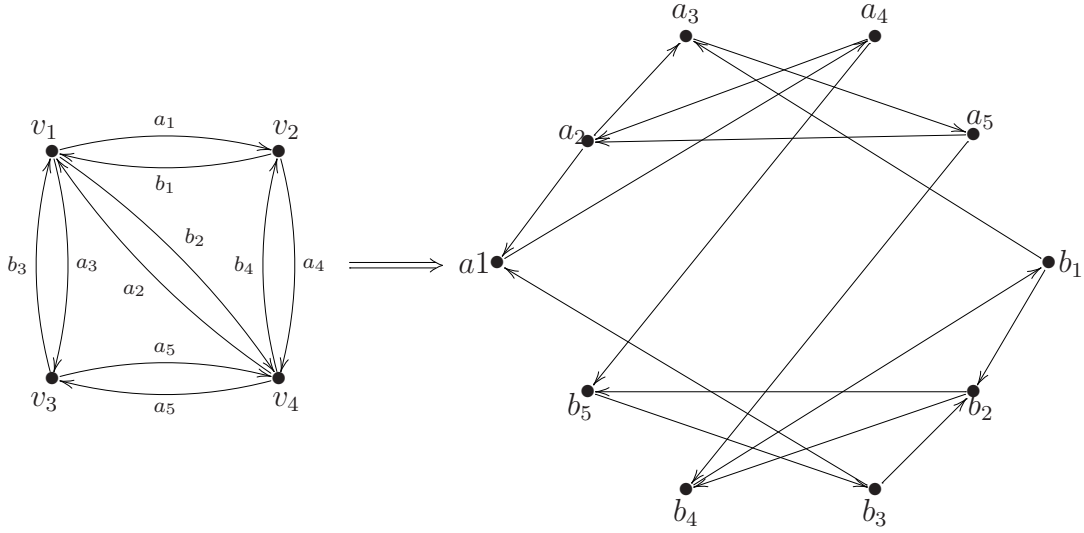 v₁
a₁
v₂
b₁
b₃
a₃
b₂
a₂
b₄
a₄
a₅
a₅
v₃
v₄
a₃
a₄
a₂
a₅
a1
b₁
b₅
b₂
b₄
b₃